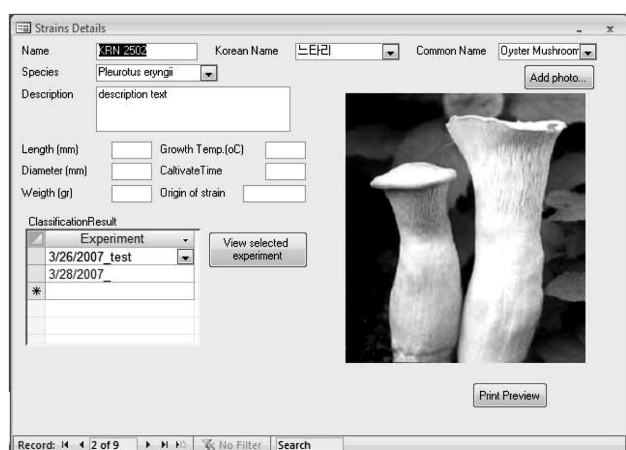 Strains Details
Name KRN 2502 Korean Name 느타리 Common Name Oyster Mushroom
Species Pleurotus eryngii
Add photo...
Description description text
Length (mm) Growth Temp.(oC)
Diameter (mm) CaltivateTime
Weigth (gr) Origin of strain
ClassificationResult
Experiment
View selected experiment
3/26/2007_test
3/28/2007_
Print Preview
Record: 2 of 9 No Filter Search